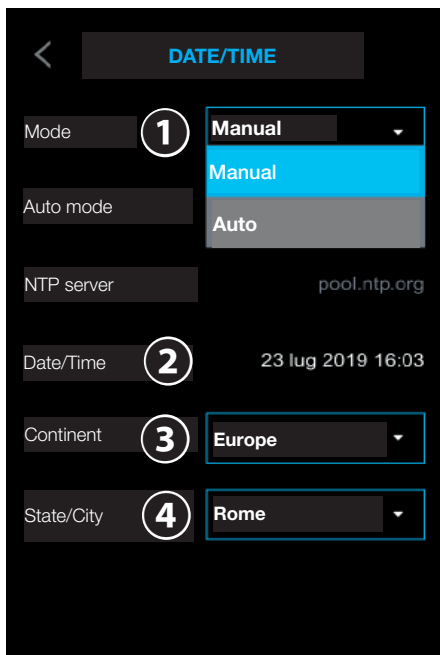 DATE/TIME
Mode 1 Manual
Manual
Auto mode
Auto
NTP server pool.ntp.org
Date/Time 2 23 lug 2019 16:03
Continent 3 Europe
State/City 4 Rome